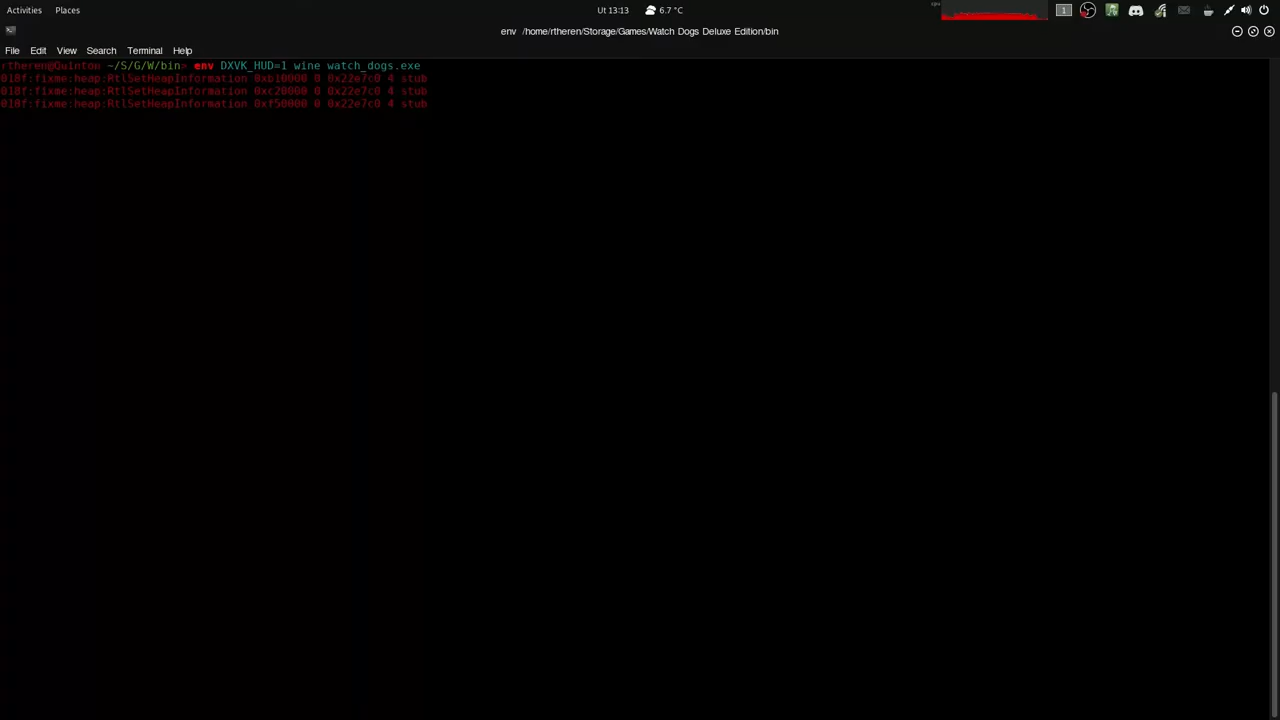 Activities Places Ut 13:13 6.7 °C 1
env /home/rtheren/Storage/Games/Watch Dogs Deluxe Edition/bin
File Edit View Search Terminal Help
rtheren@Quinton ~/S/G/W/bin> env DXVK_HUD=1 wine watch_dogs.exe
018f:fixme:heap:RtlSetHeapInformation 0xb10000 0 0x22e7c0 4 stub
018f:fixme:heap:RtlSetHeapInformation 0xc20000 0 0x22e7c0 4 stub
018f:fixme:heap:RtlSetHeapInformation 0xf50000 0 0x22e7c0 4 stub